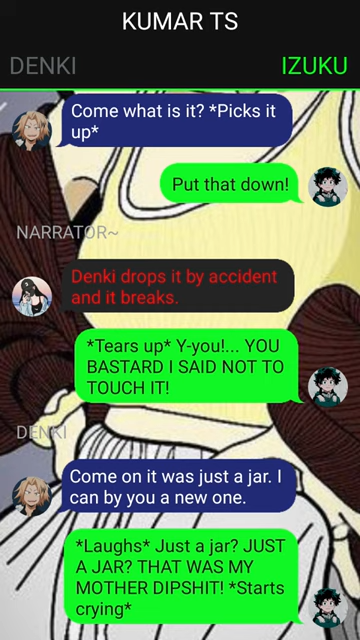 KUMAR TS
DENKI IZUKU
Come what is it? *Picks it
up*
Put that down!
NARRATOR~
Denki drops it by accident
and it breaks.
*Tears up* Y-you!... YOU
BASTARD I SAID NOT TO
TOUCH IT!
DENKI
Come on it was just a jar. I
can by you a new one.
*Laughs* Just a jar? JUST
A JAR? THAT WAS MY
MOTHER DIPSHIT! *Starts
crying*